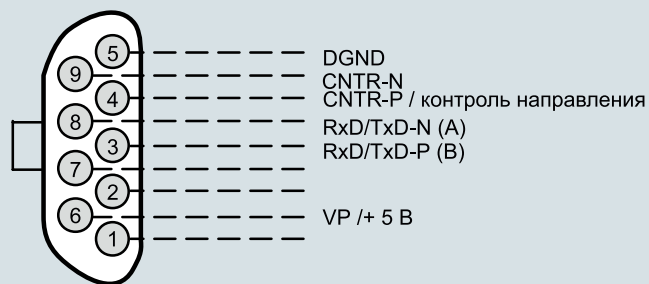 5
DGND
9
CNTR-N
4
CNTR-P / контроль направления
8
RxD/TxD-N (A)
3
RxD/TxD-P (B)
7
2
6
VP /+ 5 В
1